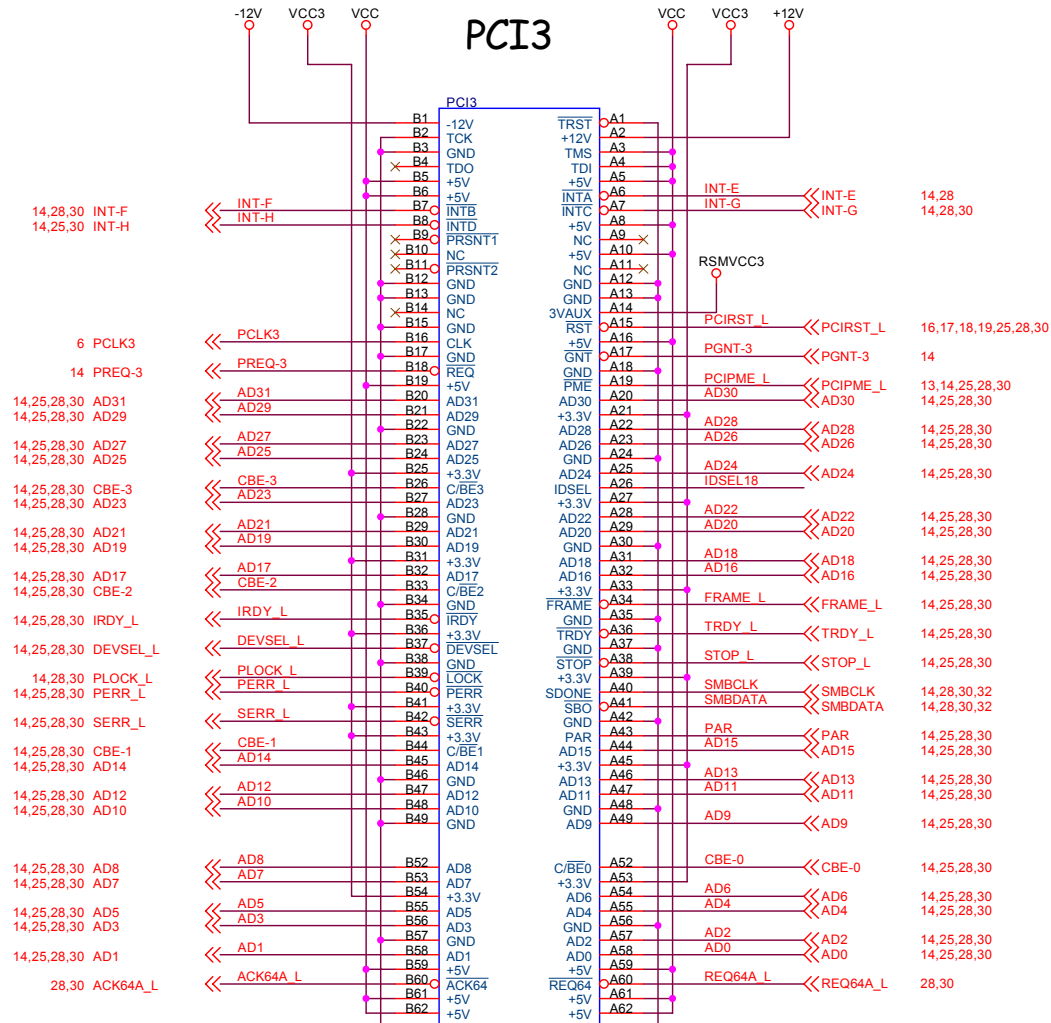 -12V VCC3 VCC VCC VCC3 +12V
PCI3
PCI3
B1 -12V TRST A1
B2 TCK +12V A2
B3 GND TMS A3
B4 TDO TDI A4
B5 +5V +5V A5
B6 +5V INTA A6 INT-E INT-E 14,28
14,28,30 INT-F INT-F B7 INTB INTC A7 INT-G INT-G 14,28,30
14,25,30 INT-H INT-H B8 INTD +5V A8
B9 PRSNT1 NC A9
B10 NC +5V A10
B11 PRSNT2 NC A11 RSMVCC3
B12 GND GND A12
B13 GND GND A13
B14 NC 3VAUX A14
B15 GND RST A15 PCIRST_L PCIRST_L 16,17,18,19,25,28,30
6 PCLK3 PCLK3 B16 CLK +5V A16
B17 GND GNT A17 PGNT-3 PGNT-3 14
14 PREQ-3 PREQ-3 B18 REQ GND A18
B19 +5V PME A19 PCIPME_L PCIPME_L 13,14,25,28,30
14,25,28,30 AD31 AD31 B20 AD31 AD30 A20 AD30 AD30 14,25,28,30
14,25,28,30 AD29 AD29 B21 AD29 +3.3V A21
B22 GND AD28 A22 AD28 AD28 14,25,28,30
14,25,28,30 AD27 AD27 B23 AD27 AD26 A23 AD26 AD26 14,25,28,30
14,25,28,30 AD25 AD25 B24 AD25 GND A24
B25 +3.3V AD24 A25 AD24 AD24 14,25,28,30
14,25,28,30 CBE-3 CBE-3 B26 C/BE3 IDSEL A26 IDSEL18
14,25,28,30 AD23 AD23 B27 AD23 +3.3V A27
B28 GND AD22 A28 AD22 AD22 14,25,28,30
14,25,28,30 AD21 AD21 B29 AD21 AD20 A29 AD20 AD20 14,25,28,30
14,25,28,30 AD19 AD19 B30 AD19 GND A30
B31 +3.3V AD18 A31 AD18 AD18 14,25,28,30
14,25,28,30 AD17 AD17 B32 AD17 AD16 A32 AD16 AD16 14,25,28,30
14,25,28,30 CBE-2 CBE-2 B33 C/BE2 +3.3V A33
B34 GND FRAME A34 FRAME_L FRAME_L 14,25,28,30
14,25,28,30 IRDY_L IRDY_L B35 IRDY GND A35
B36 +3.3V TRDY A36 TRDY_L TRDY_L 14,25,28,30
14,25,28,30 DEVSEL_L DEVSEL_L B37 DEVSEL GND A37
B38 GND STOP A38 STOP_L STOP_L 14,25,28,30
14,28,30 PLOCK_L PLOCK_L B39 LOCK +3.3V A39
14,25,28,30 PERR_L PERR_L B40 PERR SDONE A40 SMBCLK SMBCLK 14,28,30,32
B41 +3.3V SBO A41 SMBDATA SMBDATA 14,28,30,32
14,25,28,30 SERR_L SERR_L B42 SERR GND A42
B43 +3.3V PAR A43 PAR PAR 14,25,28,30
14,25,28,30 CBE-1 CBE-1 B44 C/BE1 AD15 A44 AD15 AD15 14,25,28,30
14,25,28,30 AD14 AD14 B45 AD14 +3.3V A45
B46 GND AD13 A46 AD13 AD13 14,25,28,30
14,25,28,30 AD12 AD12 B47 AD12 AD11 A47 AD11 AD11 14,25,28,30
14,25,28,30 AD10 AD10 B48 AD10 GND A48
B49 GND AD9 A49 AD9 AD9 14,25,28,30
14,25,28,30 AD8 AD8 B52 AD8 C/BE0 A52 CBE-0 CBE-0 14,25,28,30
14,25,28,30 AD7 AD7 B53 AD7 +3.3V A53
B54 +3.3V AD6 A54 AD6 AD6 14,25,28,30
14,25,28,30 AD5 AD5 B55 AD5 AD4 A55 AD4 AD4 14,25,28,30
14,25,28,30 AD3 AD3 B56 AD3 GND A56
B57 GND AD2 A57 AD2 AD2 14,25,28,30
14,25,28,30 AD1 AD1 B58 AD1 AD0 A58 AD0 AD0 14,25,28,30
B59 +5V +5V A59
28,30 ACK64A_L ACK64A_L B60 ACK64 REQ64 A60 REQ64A_L REQ64A_L 28,30
B61 +5V +5V A61
B62 +5V +5V A62